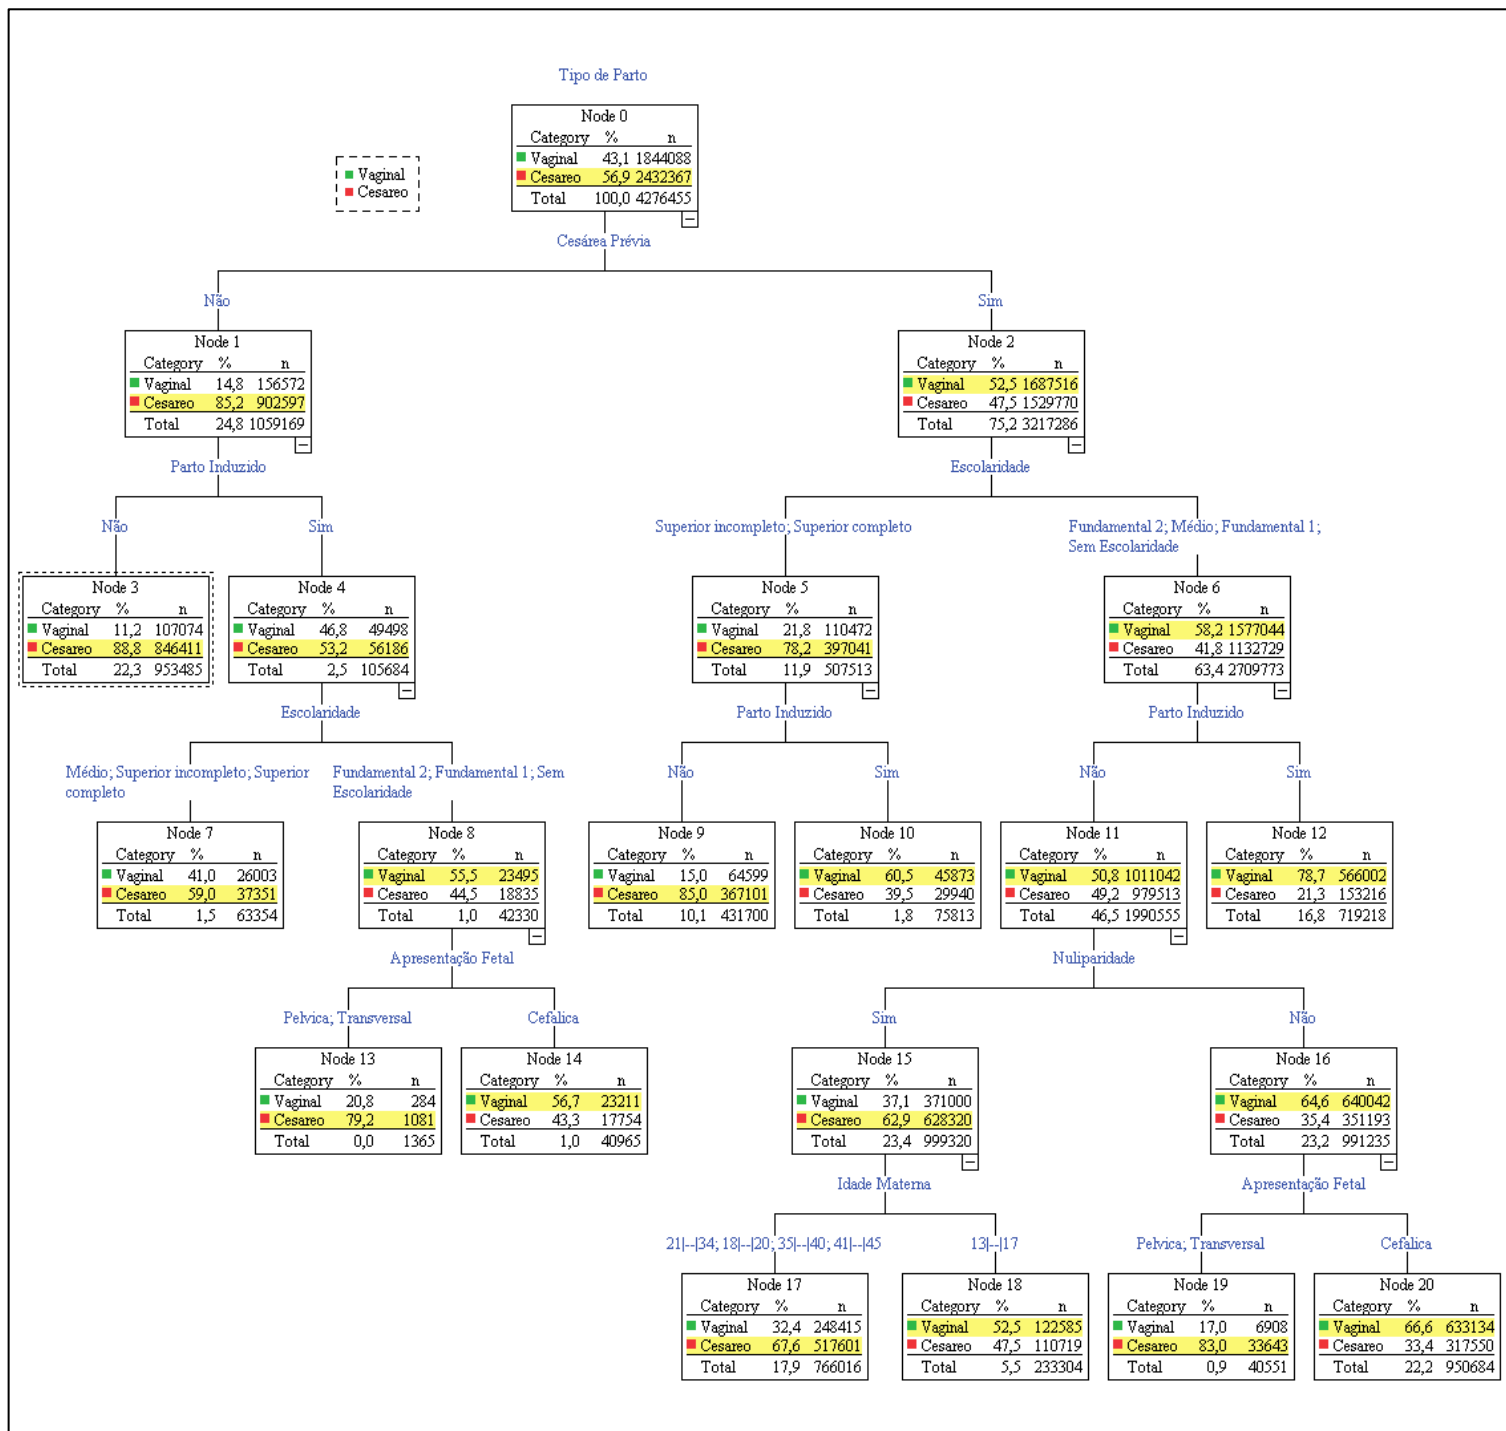 Tipo de Parto
Node 0
Category % n
Vaginal 43,1 1844088
Cesareo 56,9 2432367
Total 100,0 4276455
Vaginal
Cesareo
Cesárea Prévia
Não
Sim
Node 1
Category % n
Vaginal 14,8 156572
Cesareo 85,2 902597
Total 24,8 1059169
Node 2
Category % n
Vaginal 52,5 1687516
Cesareo 47,5 1529770
Total 75,2 3217286
Parto Induzido
Escolaridade
Não
Sim
Superior incompleto; Superior completo
Fundamental 2; Médio; Fundamental 1;
Sem Escolaridade
Node 3
Category % n
Vaginal 11,2 107074
Cesareo 88,8 846411
Total 22,3 953485
Node 4
Category % n
Vaginal 46,8 49498
Cesareo 53,2 56186
Total 2,5 105684
Node 5
Category % n
Vaginal 21,8 110472
Cesareo 78,2 397041
Total 11,9 507513
Node 6
Category % n
Vaginal 58,2 1577044
Cesareo 41,8 1132729
Total 63,4 2709773
Escolaridade
Parto Induzido
Parto Induzido
Médio; Superior incompleto; Superior
completo
Fundamental 2; Fundamental 1; Sem
Escolaridade
Não
Sim
Não
Sim
Node 7
Category % n
Vaginal 41,0 26003
Cesareo 59,0 37351
Total 1,5 63354
Node 8
Category % n
Vaginal 55,5 23495
Cesareo 44,5 18835
Total 1,0 42330
Node 9
Category % n
Vaginal 15,0 64599
Cesareo 85,0 367101
Total 10,1 431700
Node 10
Category % n
Vaginal 60,5 45873
Cesareo 39,5 29940
Total 1,8 75813
Node 11
Category % n
Vaginal 50,8 1011042
Cesareo 49,2 979513
Total 46,5 1990555
Node 12
Category % n
Vaginal 78,7 566002
Cesareo 21,3 153216
Total 16,8 719218
Apresentação Fetal
Nuliparidade
Pelvica; Transversal
Cefálica
Sim
Não
Node 13
Category % n
Vaginal 20,8 284
Cesareo 79,2 1081
Total 0,0 1365
Node 14
Category % n
Vaginal 56,7 23211
Cesareo 43,3 17754
Total 1,0 40965
Node 15
Category % n
Vaginal 37,1 371000
Cesareo 62,9 628320
Total 23,4 999320
Node 16
Category % n
Vaginal 64,6 640042
Cesareo 35,4 351193
Total 23,2 991235
Idade Materna
Apresentação Fetal
21|--|34; 18|--|20; 35|--|40; 41|--|45
13|--|17
Pelvica; Transversal
Cefálica
Node 17
Category % n
Vaginal 32,4 248415
Cesareo 67,6 517601
Total 17,9 766016
Node 18
Category % n
Vaginal 52,5 122585
Cesareo 47,5 110719
Total 5,5 233304
Node 19
Category % n
Vaginal 17,0 6908
Cesareo 83,0 33643
Total 0,9 40551
Node 20
Category % n
Vaginal 66,6 633134
Cesareo 33,4 317550
Total 22,2 950684